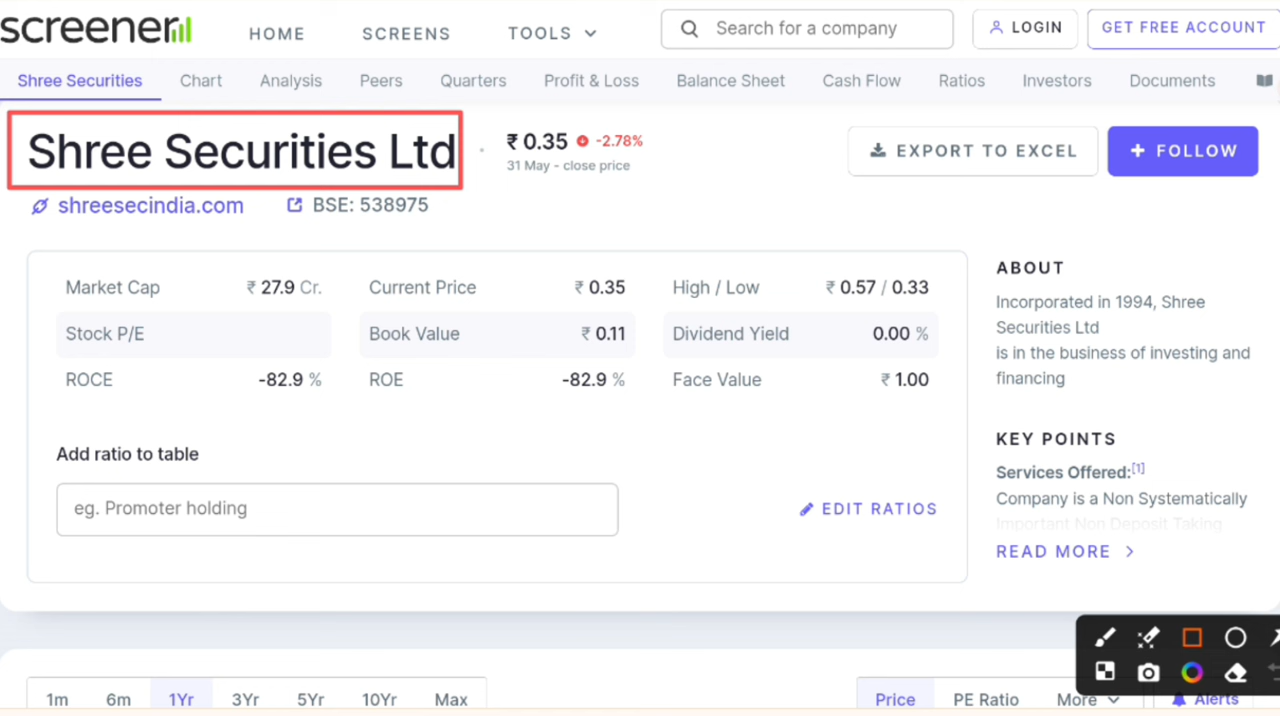 screener
HOME
SCREENS
TOOLS
Search for a company
LOGIN
GET FREE ACCOUNT
Shree Securities
Chart
Analysis
Peers
Quarters
Profit & Loss
Balance Sheet
Cash Flow
Ratios
Investors
Documents
Shree Securities Ltd
₹ 0.35 -2.78%
31 May - close price
EXPORT TO EXCEL
+ FOLLOW
shreesecindia.com
BSE: 538975
Market Cap ₹ 27.9 Cr.
Current Price ₹ 0.35
High / Low ₹ 0.57 / 0.33
Stock P/E
Book Value ₹ 0.11
Dividend Yield 0.00 %
ROCE -82.9 %
ROE -82.9 %
Face Value ₹ 1.00
Add ratio to table
eg. Promoter holding
EDIT RATIOS
ABOUT
Incorporated in 1994, Shree
Securities Ltd
is in the business of investing and
financing
KEY POINTS
Services Offered:[1]
Company is a Non Systematically
Important Non Deposit Taking
READ MORE
1m
6m
1Yr
3Yr
5Yr
10Yr
Max
Price
PE Ratio
More
Alerts